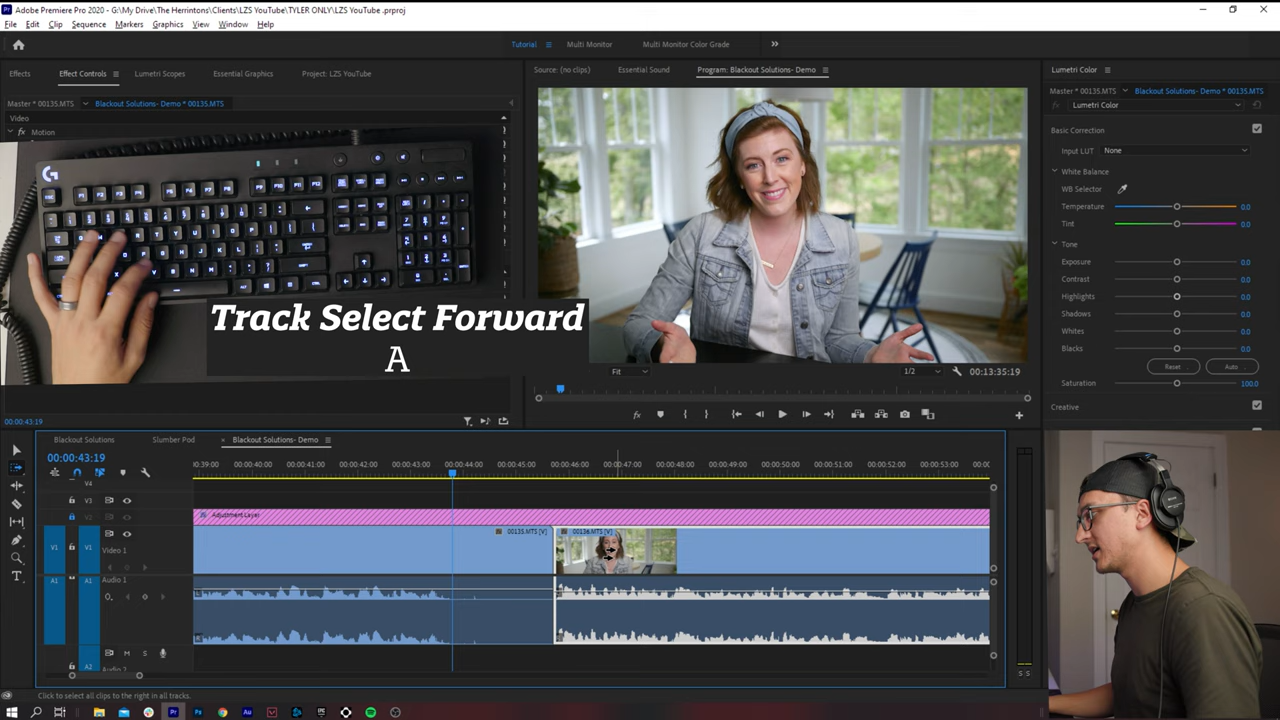 Adobe Premiere Pro 2020 - G:\My Drive\The Herrintons\Clients\LZS YouTube\TYLER ONLY\LZS YouTube .prproj
File Edit Clip Sequence Markers Graphics View Window Help
Tutorial Multi Monitor Multi Monitor Color Grade
Effects Effect Controls Lumetri Scopes Essential Graphics Project: LZS YouTube
Source: (no clips) Essential Sound Program: Blackout Solutions- Demo
Lumetri Color
Master * 00135.MTS Blackout Solutions- Demo * 00135.MTS
Master * 00135.MTS Blackout Solutions- Demo * 00135.MTS
Video
fx Motion
fx Lumetri Color
Basic Correction
Input LUT None
White Balance
WB Selector
Temperature 0.0
Tint 0.0
Tone
Exposure 0.0
Contrast 0.0
Highlights 0.0
Shadows 0.0
Whites 0.0
Blacks 0.0
Reset Auto
Saturation 100.0
Creative
Track Select Forward
A
Fit 1/2 00:13:35:19
00:00:43:19
Blackout Solutions Slumber Pod Blackout Solutions- Demo
00:00:43:19
00:39:00 00:00:40:00 00:00:41:00 00:00:42:00 00:00:43:00 00:00:44:00 00:00:45:00 00:00:46:00 00:00:47:00 00:00:48:00 00:00:49:00 00:00:50:00 00:00:51:00 00:00:52:00 00:00:53:00 00:00
V4
V3
V2
fx Adjustment Layer
V1 V1 Video 1
00135.MTS [V] 00136.MTS [V]
A1 A1 Audio 1
M S
A2 Audio 2
S S
Click to select all clips to the right in all tracks.